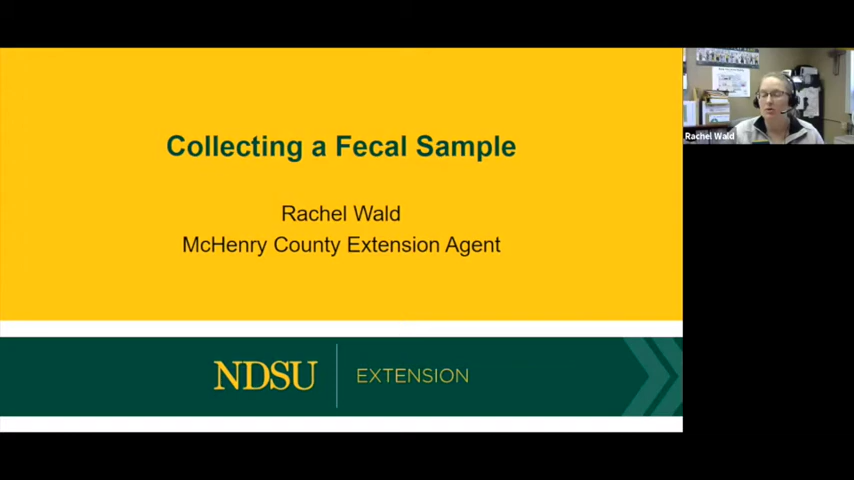 Collecting a Fecal Sample
Rachel Wald
McHenry County Extension Agent
NDSU EXTENSION
Rachel Wald